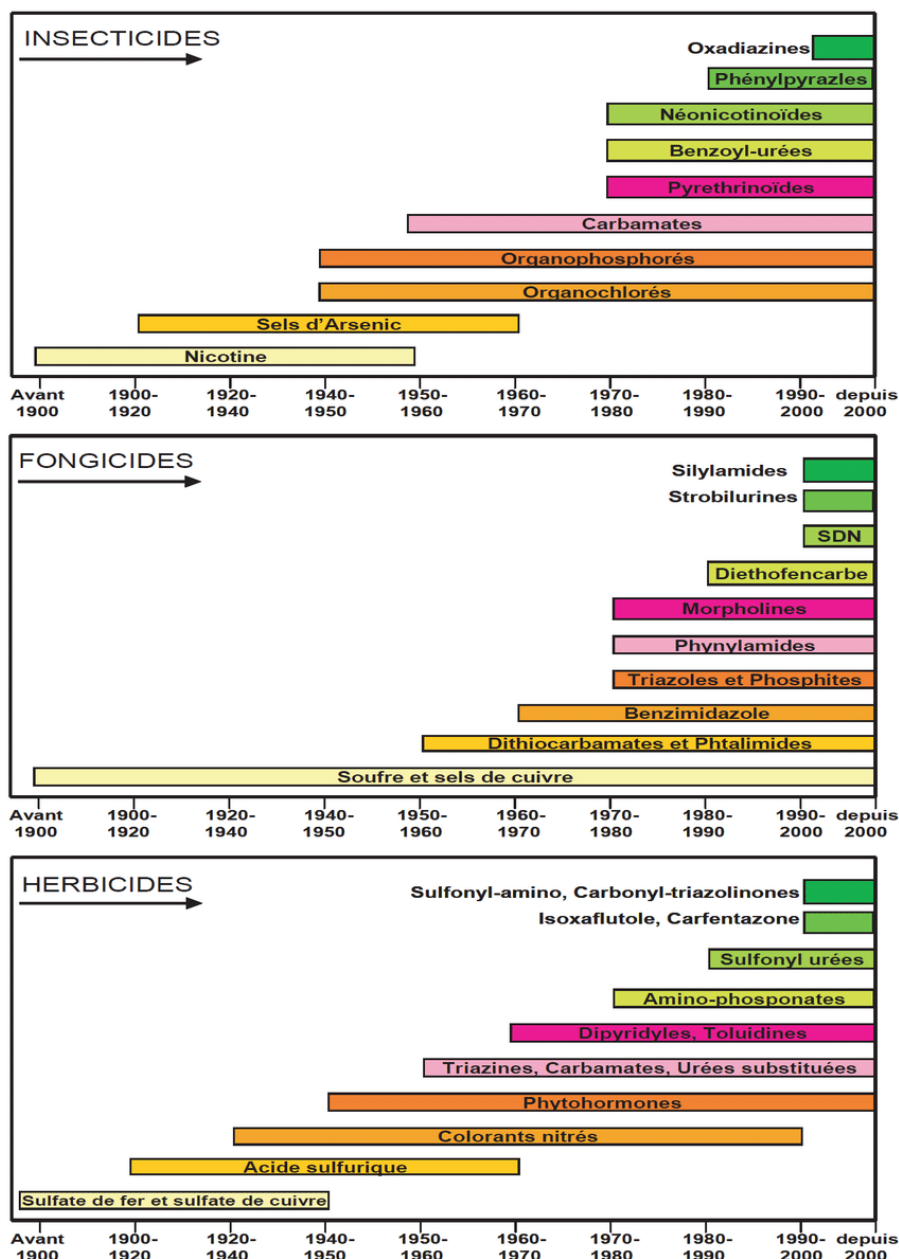 INSECTICIDES
Oxadiazines
Phénylpyrazles
Néonicotinoïdes
Benzoyl-urées
Pyrethrinoïdes
Carbamates
Organophosphorés
Organochlorés
Sels d'Arsenic
Nicotine
Avant 1900- 1920- 1940- 1950- 1960- 1970- 1980- 1990- depuis
1900 1920 1940 1950 1960 1970 1980 1990 2000 2000
FONGICIDES
Silylamides
Strobilurines
SDN
Diethofencarbe
Morpholines
Phynylamides
Triazoles et Phosphites
Benzimidazole
Dithiocarbamates et Phtalimides
Soufre et sels de cuivre
Avant 1900- 1920- 1940- 1950- 1960- 1970- 1980- 1990- depuis
1900 1920 1940 1950 1960 1970 1980 1990 2000 2000
HERBICIDES
Sulfonyl-amino, Carbonyl-triazolinones
Isoxaflutole, Carfentazone
Sulfonyl urées
Amino-phosponates
Dipyridyles, Toluidines
Triazines, Carbamates, Urées substituées
Phytohormones
Colorants nitrés
Acide sulfurique
Sulfate de fer et sulfate de cuivre
Avant 1900- 1920- 1940- 1950- 1960- 1970- 1980- 1990- depuis
1900 1920 1940 1950 1960 1970 1980 1990 2000 2000